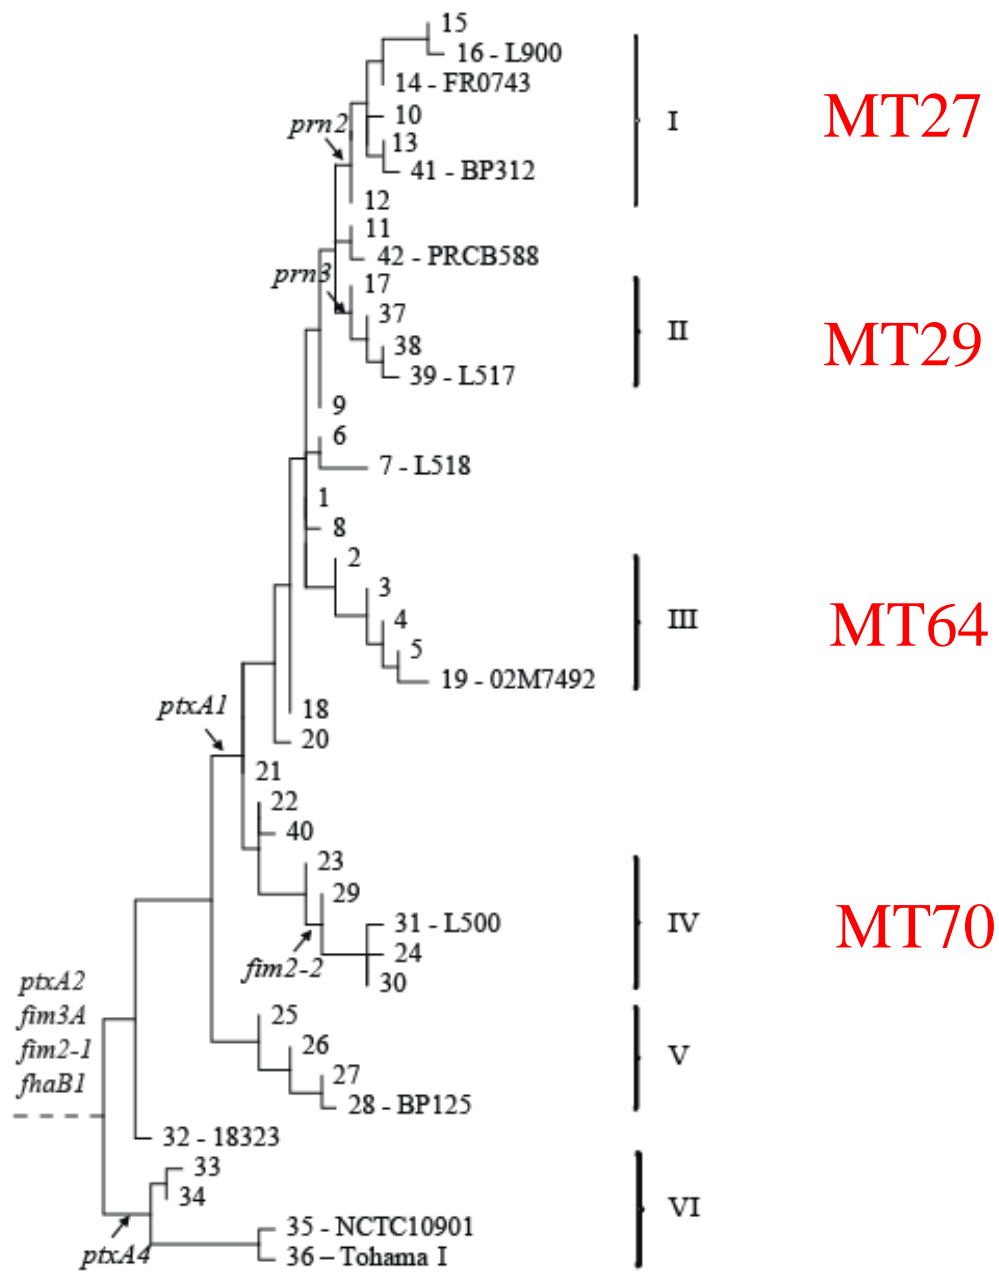 15
16 - L900
14 - FR0743
I
MT27
10
prn2
13
41 - BP312
12
11
42 - PRCB588
prn3
17
37
II
MT29
38
39 - L517
9
6
7 - L518
1
8
2
3
4
III
MT64
5
19 - 02M7492
ptxA1
18
20
21
22
40
23
29
31 - L500
IV
MT70
24
fim2-2
30
ptxA2
fim3A
fim2-1
fhaB1
25
26
V
27
28 - BP125
32 - 18323
33
34
VI
35 - NCTC10901
ptxA4
36 – Tohama I